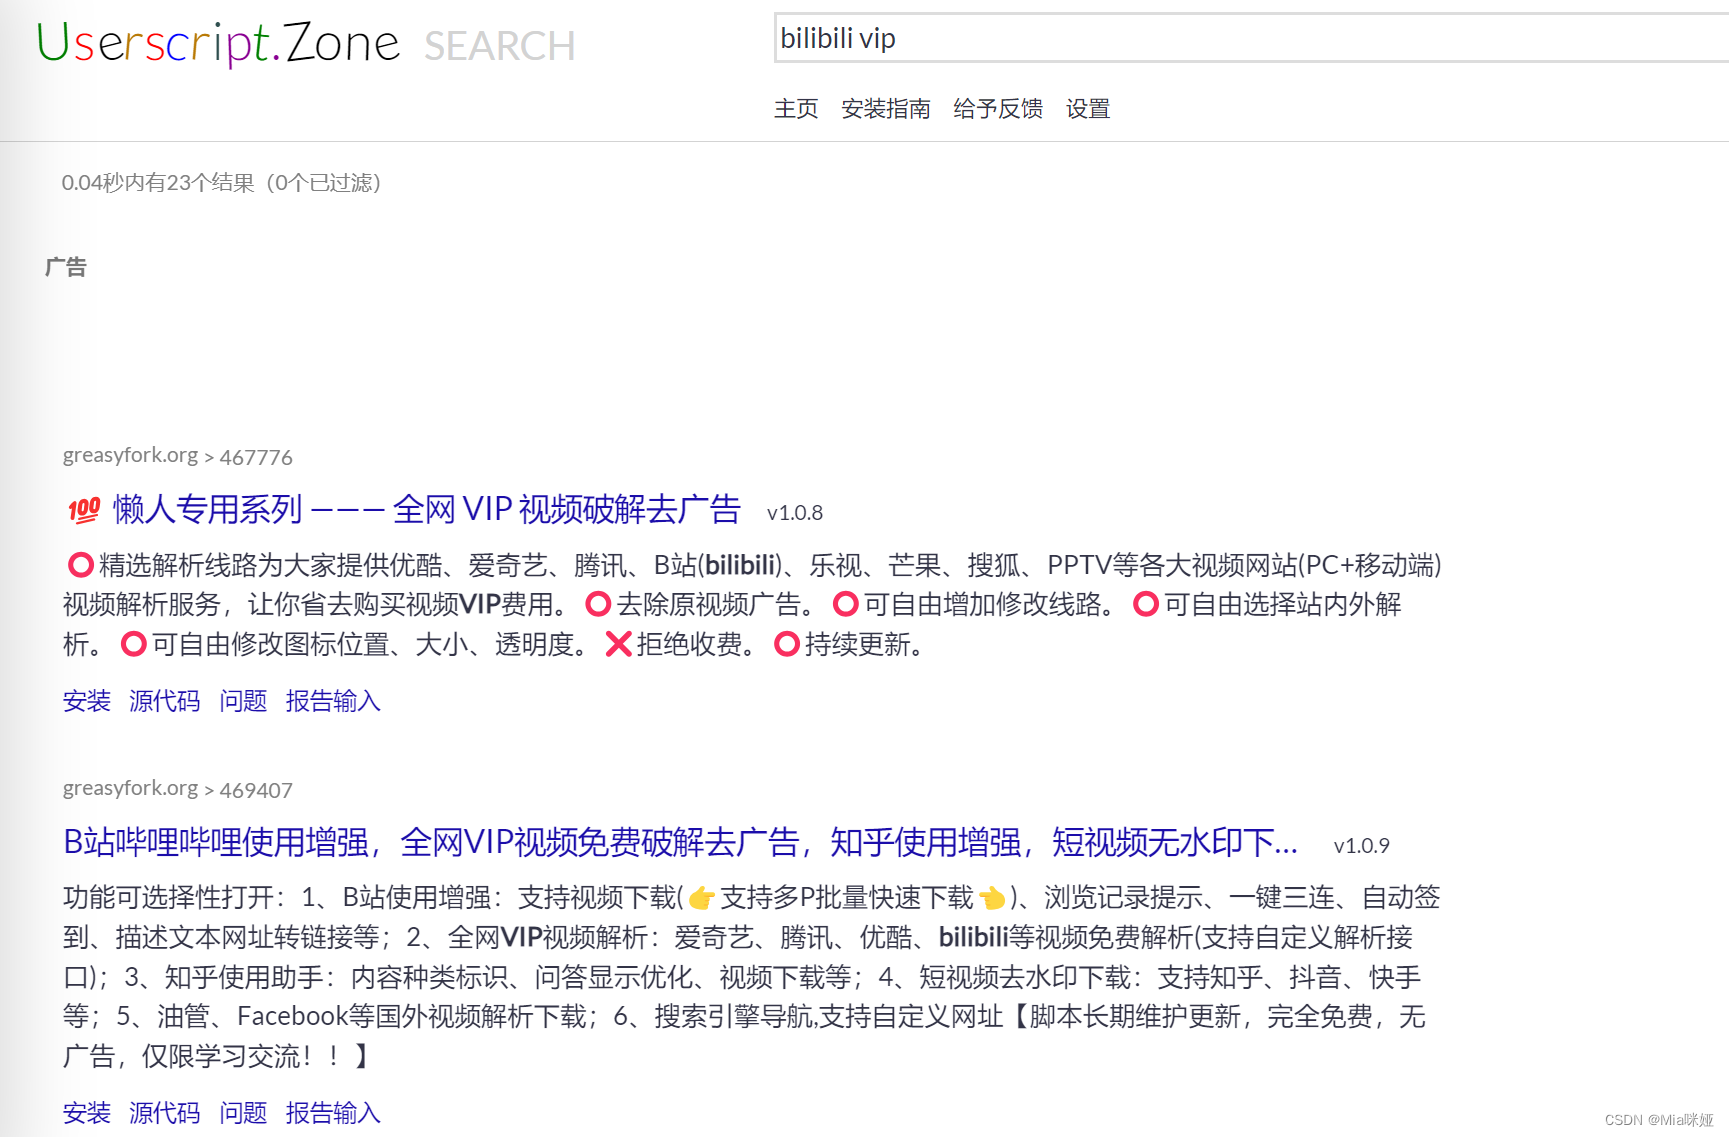 Userscript.Zone SEARCH
bilibili vip
主页 安装指南 给予反馈 设置
0.04秒内有23个结果（0个已过滤）
广告
greasyfork.org > 467776
💯 懒人专用系列 ——— 全网 VIP 视频破解去广告 v1.0.8
⭕精选解析线路为大家提供优酷、爱奇艺、腾讯、B站(bilibili)、乐视、芒果、搜狐、PPTV等各大视频网站(PC+移动端)
视频解析服务，让你省去购买视频VIP费用。⭕去除原视频广告。⭕可自由增加修改线路。⭕可自由选择站内外解
析。⭕可自由修改图标位置、大小、透明度。❌拒绝收费。⭕持续更新。
安装 源代码 问题 报告输入
greasyfork.org > 469407
B站哔哩哔哩使用增强，全网VIP视频免费破解去广告，知乎使用增强，短视频无水印下... v1.0.9
功能可选择性打开：1、B站使用增强：支持视频下载(👉支持多P批量快速下载👈)、浏览记录提示、一键三连、自动签
到、描述文本网址转链接等；2、全网VIP视频解析：爱奇艺、腾讯、优酷、bilibili等视频免费解析(支持自定义解析接
口)；3、知乎使用助手：内容种类标识、问答显示优化、视频下载等；4、短视频去水印下载：支持知乎、抖音、快手
等；5、油管、Facebook等国外视频解析下载；6、搜索引擎导航,支持自定义网址【脚本长期维护更新，完全免费，无
广告，仅限学习交流！！】
安装 源代码 问题 报告输入
CSDN @Mia咪娅